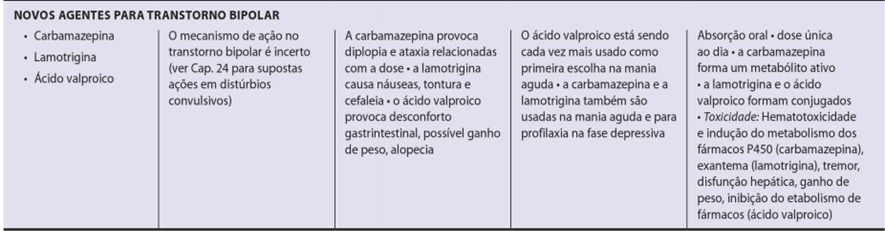 NOVOS AGENTES PARA TRANSTORNO BIPOLAR
• Carbamazepina
• Lamotrigina
• Ácido valproico
O mecanismo de ação no
transtorno bipolar é incerto
(ver Cap. 24 para supostas
ações em distúrbios
convulsivos)
A carbamazepina provoca
diplopia e ataxia relacionadas
com a dose • a lamotrigina
causa náuseas, tontura e
cefaleia • o ácido valproico
provoca desconforto
gastrintestinal, possível ganho
de peso, alopecia
O ácido valproico está sendo
cada vez mais usado como
primeira escolha na mania
aguda • a carbamazepina e a
lamotrigina também são
usadas na mania aguda e para
profilaxia na fase depressiva
Absorção oral • dose única
ao dia • a carbamazepina
forma um metabólito ativo
• a lamotrigina e o ácido
valproico formam conjugados
• Toxicidade: Hematotoxicidade
e indução do metabolismo dos
fármacos P450 (carbamazepina),
exantema (lamotrigina), tremor,
disfunção hepática, ganho de
peso, inibição do etabolismo de
fármacos (ácido valproico)